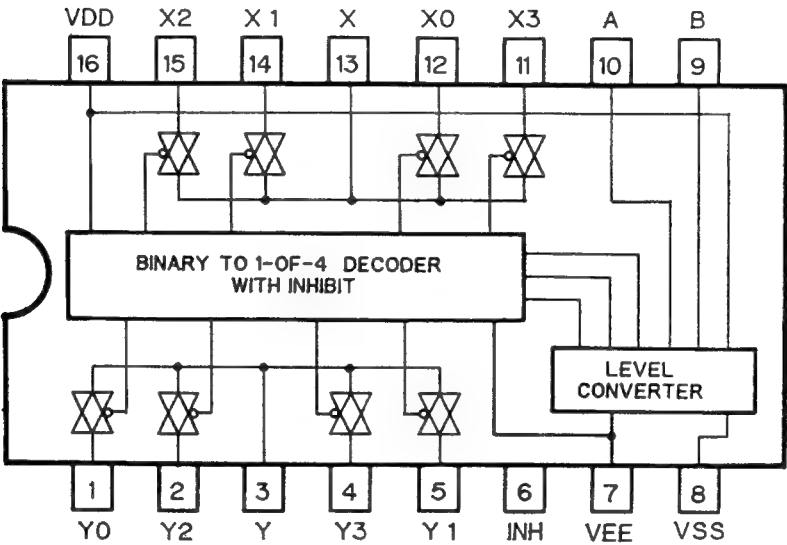 VDD X2 X1 X X0 X3 A B
16 15 14 13 12 11 10 9
BINARY TO 1-OF-4 DECODER
WITH INHIBIT
LEVEL
CONVERTER
1 2 3 4 5 6 7 8
Y0 Y2 Y Y3 Y1 INH VEE VSS